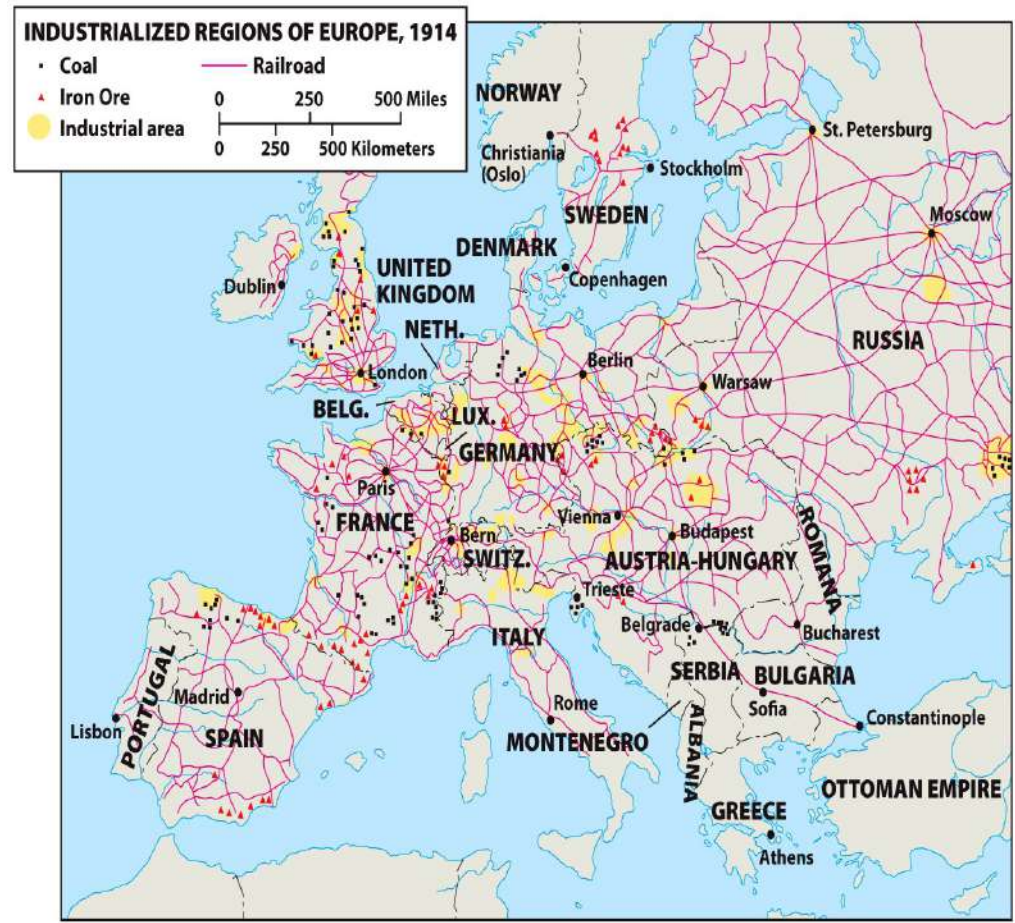 INDUSTRIALIZED REGIONS OF EUROPE, 1914
Coal
Railroad
Iron Ore
0 250 500 Miles
Industrial area
0 250 500 Kilometers
NORWAY
St. Petersburg
Christiania
(Oslo)
Stockholm
SWEDEN
Moscow
DENMARK
UNITED
KINGDOM
Copenhagen
Dublin
NETH.
RUSSIA
London
Berlin
Warsaw
BELG.
LUX.
GERMANY
Paris
FRANCE
Vienna
Bern
SWITZ.
Budapest
AUSTRIA-HUNGARY
ROMANA
Trieste
Belgrade
Bucharest
ITALY
PORTUGAL
SERBIA
BULGARIA
Madrid
Rome
Sofia
Lisbon
SPAIN
MONTENEGRO
ALBANIA
Constantinople
OTTOMAN EMPIRE
GREECE
Athens